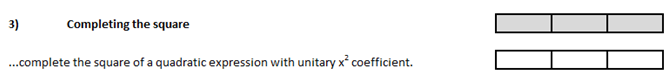 3) Completing the square
...complete the square of a quadratic expression with unitary x² coefficient.